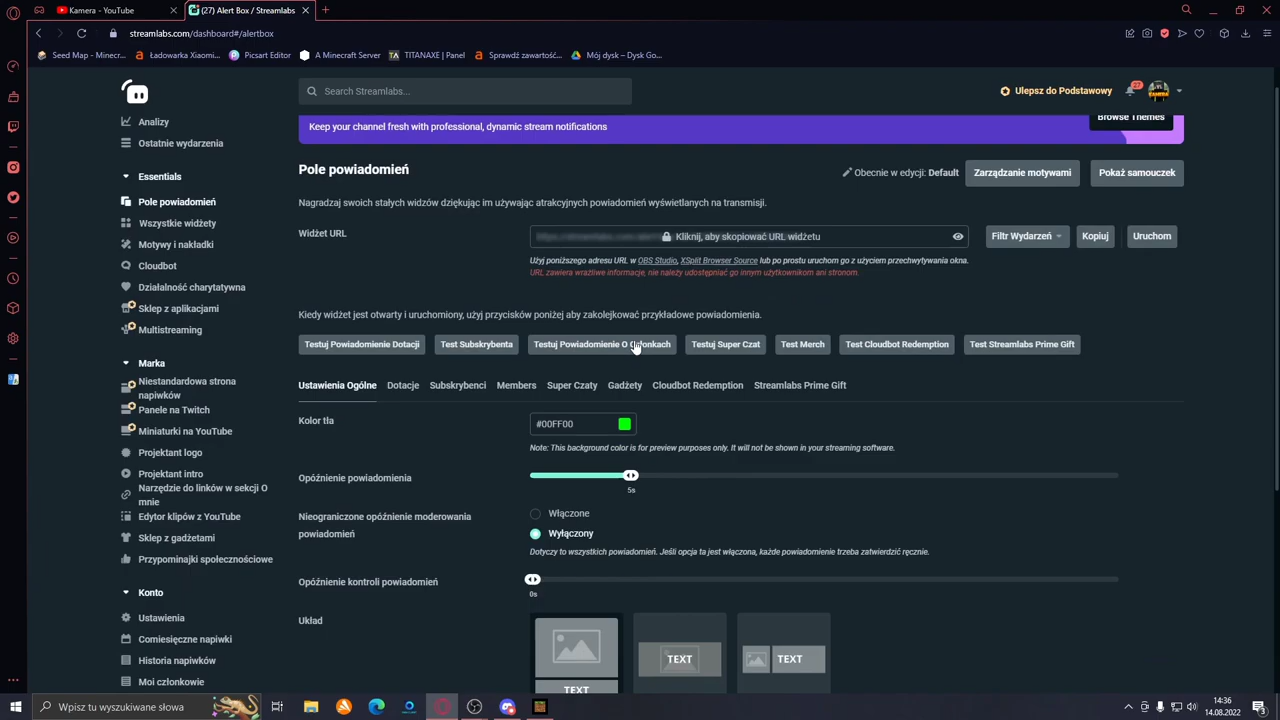 Kamera - YouTube
(27) Alert Box / Streamlabs
streamlabs.com/dashboard#/alertbox
Seed Map - Minecr...
Ładowarka Xiaomi...
Picsart Editor
A Minecraft Server
TITANAXE | Panel
Sprawdź zawartość...
Mój dysk – Dysk Go...
Search Streamlabs...
Ulepsz do Podstawowy
27
Analizy
Ostatnie wydarzenia
Essentials
Pole powiadomień
Wszystkie widżety
Motywy i nakładki
Cloudbot
Działalność charytatywna
Sklep z aplikacjami
Multistreaming
Marka
Niestandardowa strona
napiwków
Panele na Twitch
Miniaturki na YouTube
Projektant logo
Projektant intro
Narzędzie do linków w sekcji O
mnie
Edytor klipów z YouTube
Sklep z gadżetami
Przypominajki społecznościowe
Konto
Ustawienia
Comiesięczne napiwki
Historia napiwków
Moi członkowie
Keep your channel fresh with professional, dynamic stream notifications
Browse Themes
Pole powiadomień
Obecnie w edycji: Default
Zarządzanie motywami
Pokaż samouczek
Nagradzaj swoich stałych widzów dziękując im używając atrakcyjnych powiadomień wyświetlanych na transmisji.
Widżet URL
Kliknij, aby skopiować URL widżetu
Filtr Wydarzeń
Kopiuj
Uruchom
Użyj poniższego adresu URL w OBS Studio, XSplit Browser Source lub po prostu uruchom go z użyciem przechwytywania okna.
URL zawiera wrażliwe informacje, nie należy udostępniać go innym użytkownikom ani stronom.
Kiedy widżet jest otwarty i uruchomiony, użyj przycisków poniżej aby zakolejkować przykładowe powiadomienia.
Testuj Powiadomienie Dotacji
Test Subskrybenta
Testuj Powiadomienie O Członkach
Testuj Super Czat
Test Merch
Test Cloudbot Redemption
Test Streamlabs Prime Gift
Ustawienia Ogólne
Dotacje
Subskrybenci
Members
Super Czaty
Gadżety
Cloudbot Redemption
Streamlabs Prime Gift
Kolor tła
#00FF00
Note: This background color is for preview purposes only. It will not be shown in your streaming software.
Opóźnienie powiadomienia
5s
Nieograniczone opóźnienie moderowania
powiadomień
Włączone
Wyłączony
Dotyczy to wszystkich powiadomień. Jeśli opcja ta jest włączona, każde powiadomienie trzeba zatwierdzić ręcznie.
Opóźnienie kontroli powiadomień
0s
Układ
TEXT
TEXT
TEXT
Wpisz tu wyszukiwane słowa
14:36
14.08.2022